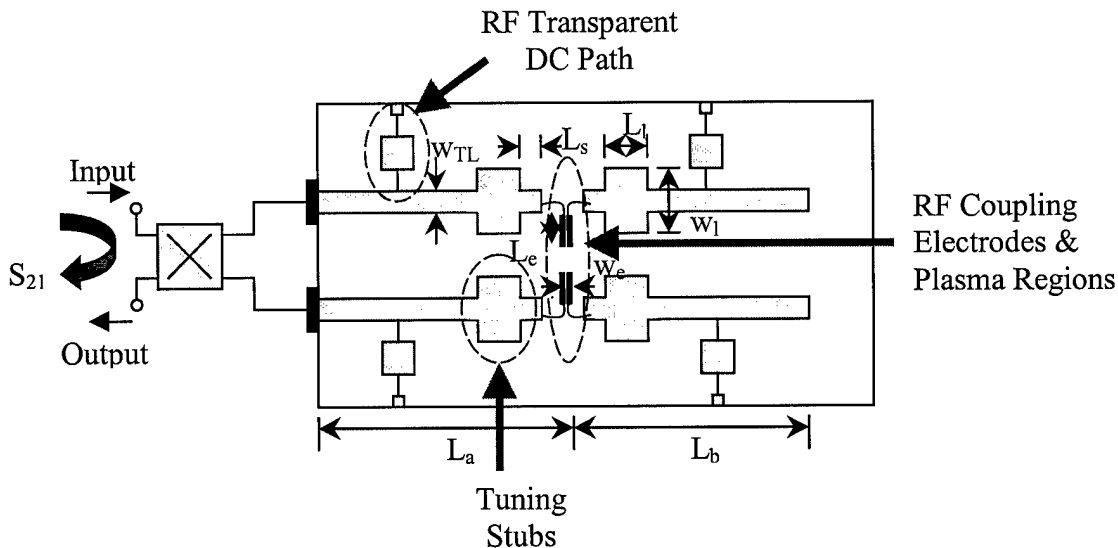 RF Transparent
DC Path
Input
w_TL
L_s
L_l
w_l
RF Coupling
Electrodes &
Plasma Regions
S_21
L_e
w_e
Output
L_a
L_b
Tuning
Stubs